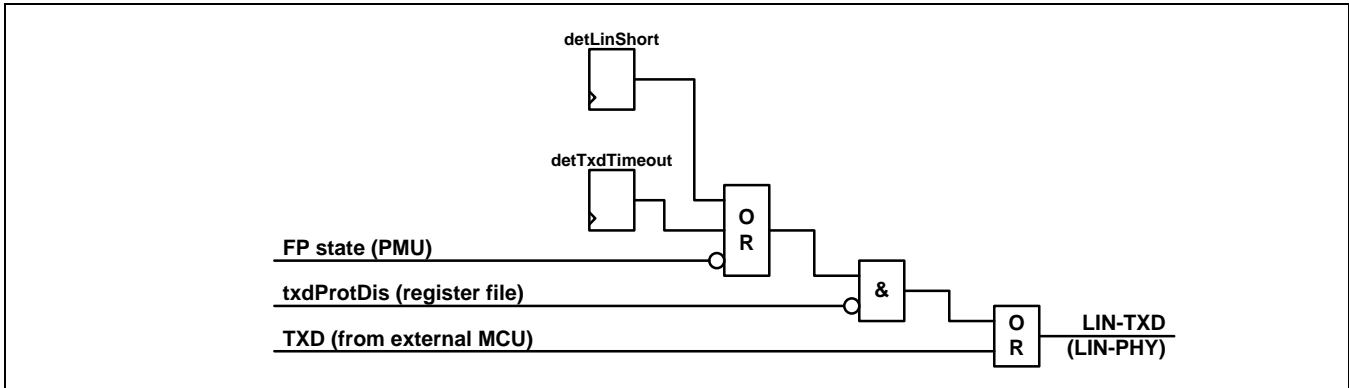 detLinShort
detTxdTimeout
O
R
FP state (PMU)
txdProtDis (register file)
&
TXD (from external MCU)
O
R
LIN-TXD
(LIN-PHY)